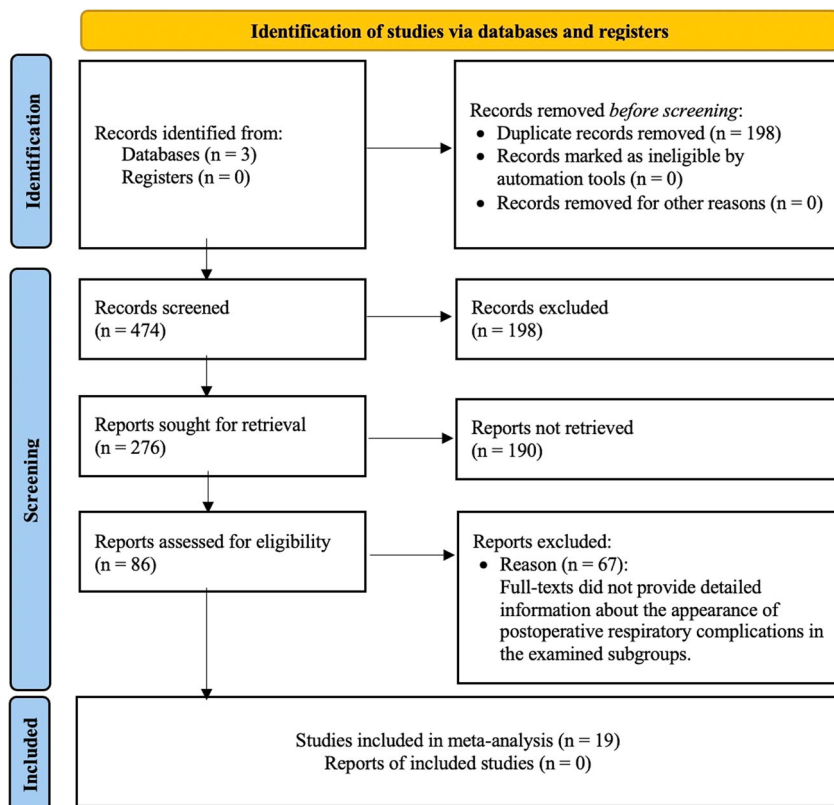 Identification of studies via databases and registers
Identification
Records identified from:
Databases (n = 3)
Registers (n = 0)
Records removed before screening:
• Duplicate records removed (n = 198)
• Records marked as ineligible by
automation tools (n = 0)
• Records removed for other reasons (n = 0)
Screening
Records screened
(n = 474)
Records excluded
(n = 198)
Reports sought for retrieval
(n = 276)
Reports not retrieved
(n = 190)
Reports assessed for eligibility
(n = 86)
Reports excluded:
• Reason (n = 67):
Full-texts did not provide detailed
information about the appearance of
postoperative respiratory complications in
the examined subgroups.
Included
Studies included in meta-analysis (n = 19)
Reports of included studies (n = 0)